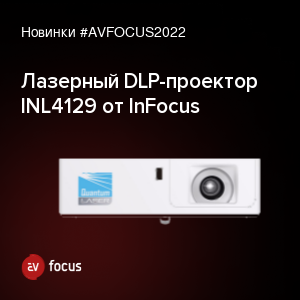 Новинки #AVFOCUS2022
Лазерный DLP-проектор
INL4129 от InFocus
Quantum
LASER
AV focus